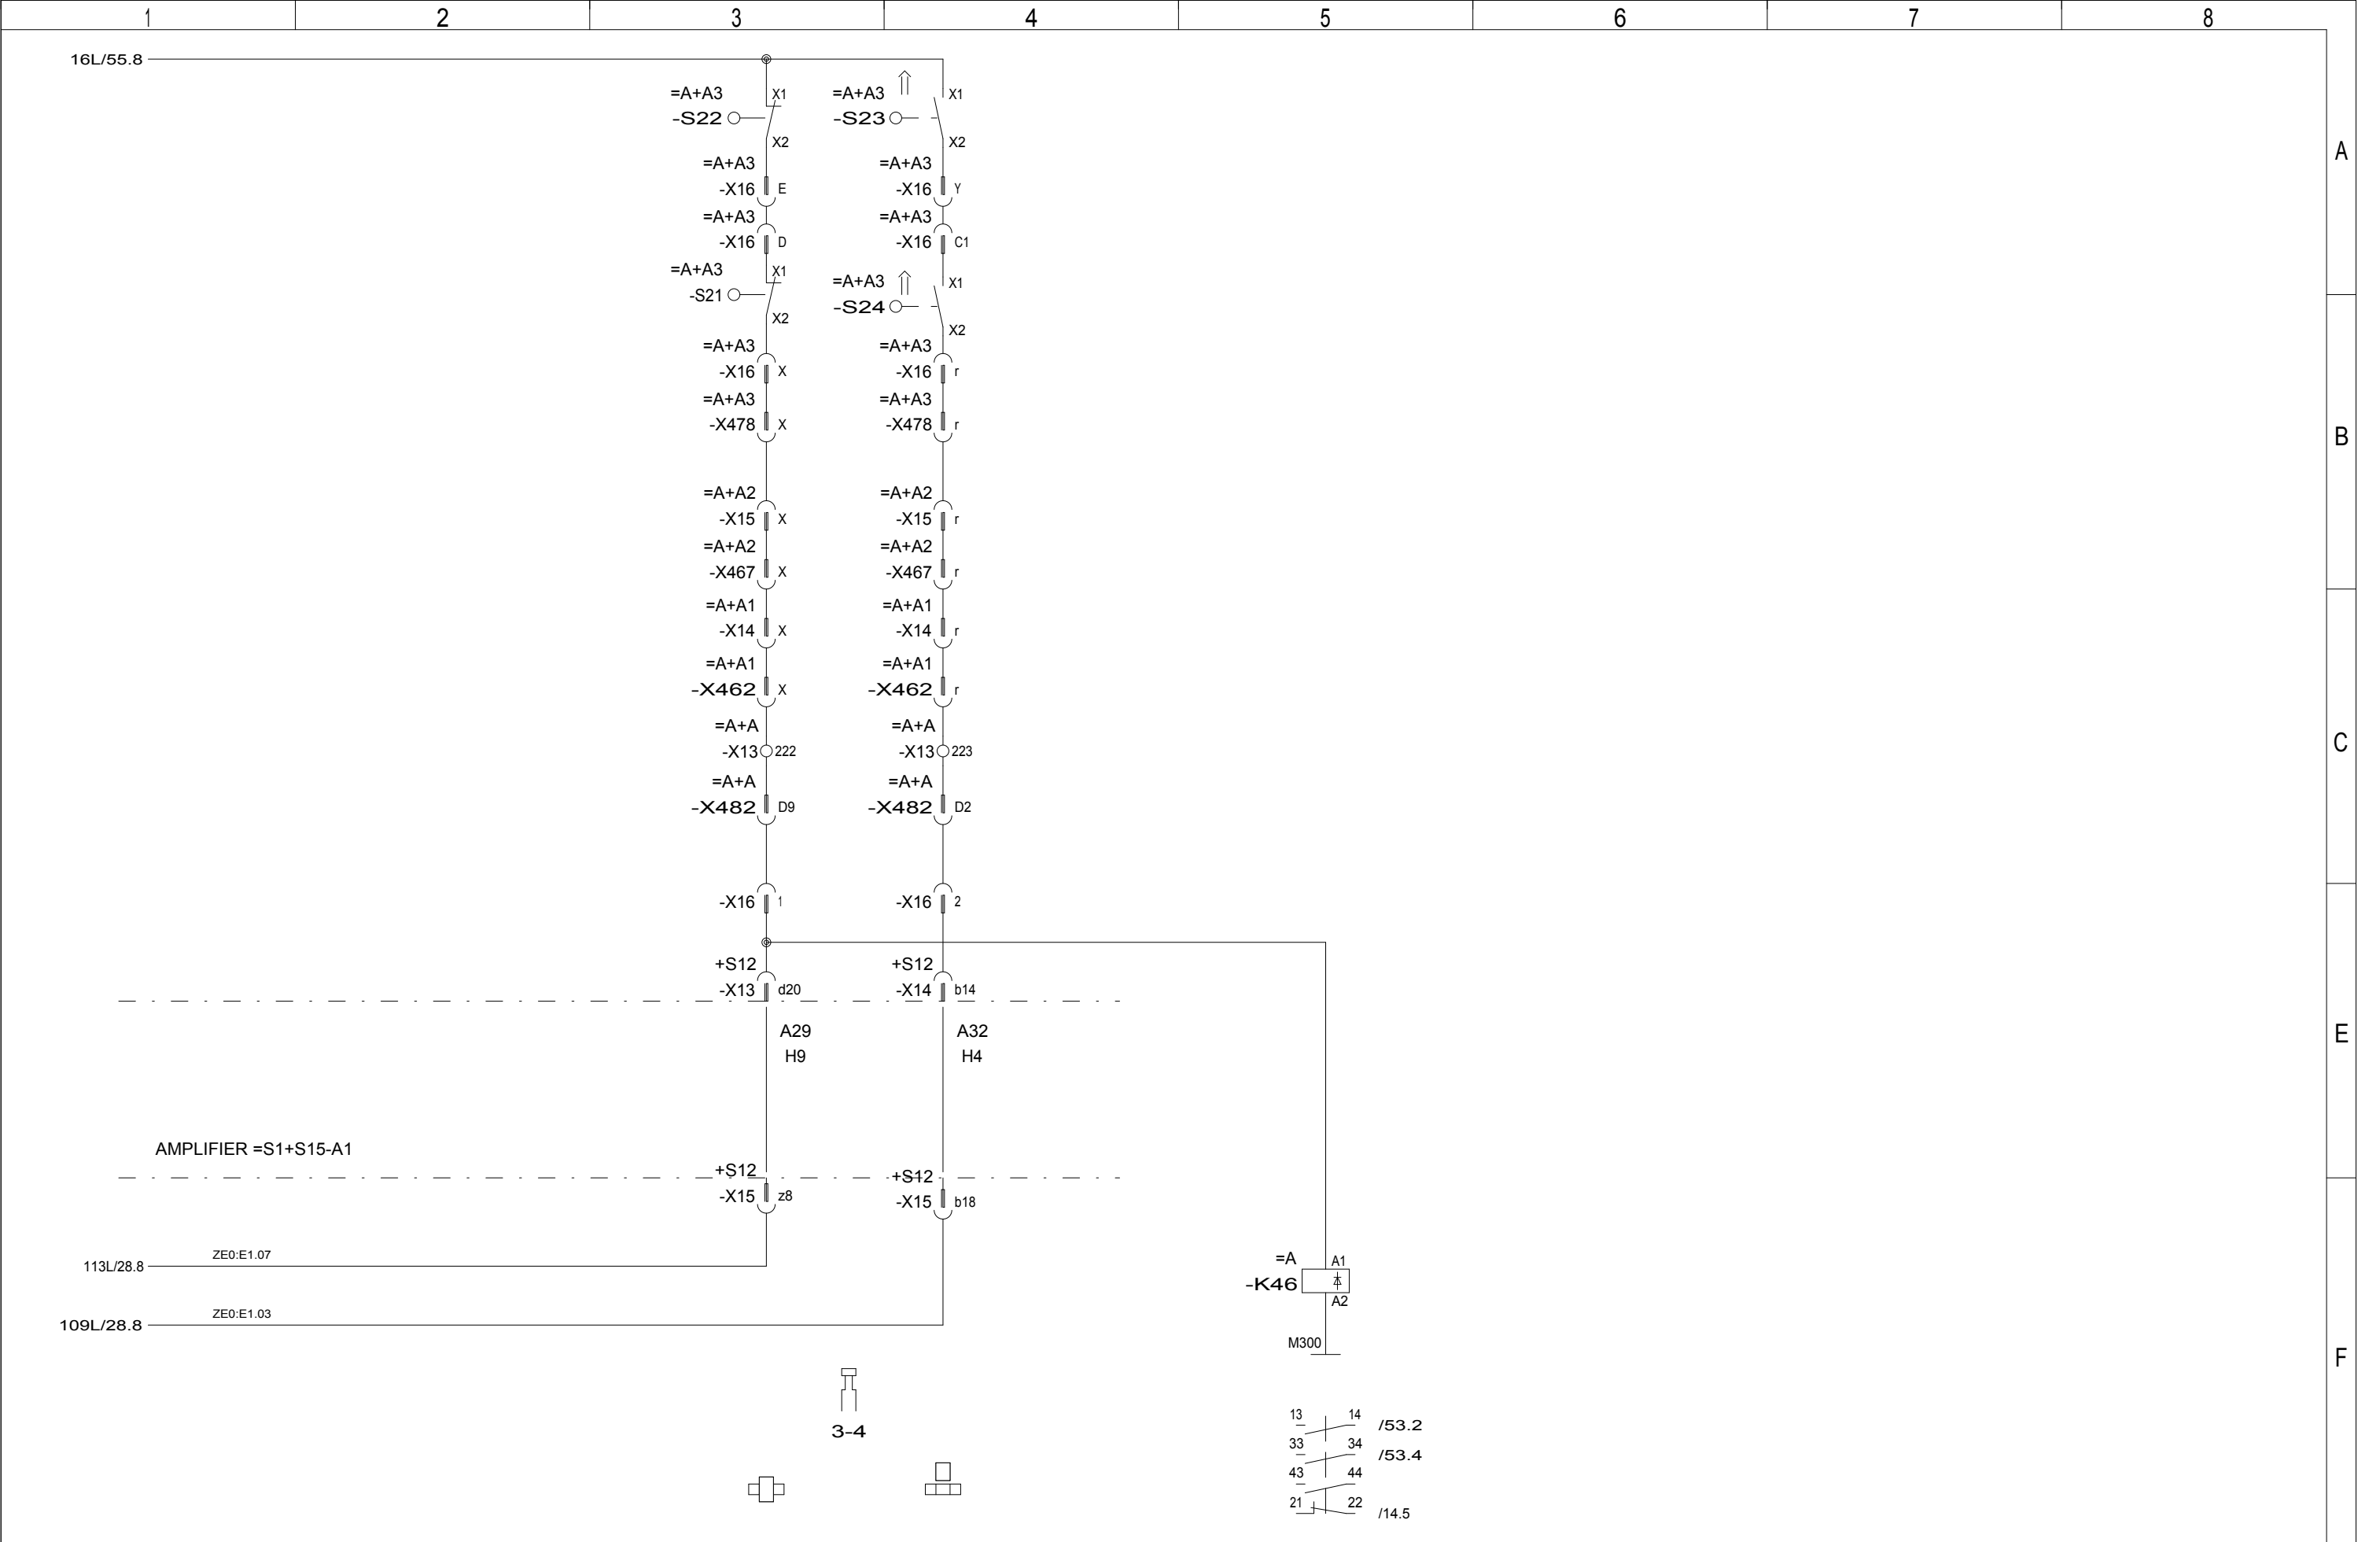 1 2 3 4 5 6 7 8
16L/55.8
=A+A3 X1 =A+A3 X1
-S22 -S23
X2 X2
A
=A+A3 =A+A3
-X16 E -X16 Y
=A+A3 =A+A3
-X16 D -X16 C1
=A+A3 X1 =A+A3 X1
-S21 -S24
X2 X2
=A+A3 =A+A3
-X16 X -X16 r
=A+A3 =A+A3
-X478 X -X478 r
B
=A+A2 =A+A2
-X15 X -X15 r
=A+A2 =A+A2
-X467 X -X467 r
=A+A1 =A+A1
-X14 X -X14 r
=A+A1 =A+A1
-X462 X -X462 r
=A+A =A+A
-X13 222 -X13 223
C
=A+A =A+A
-X482 D9 -X482 D2
-X16 1 -X16 2
+S12 +S12
-X13 d20 -X14 b14
A29 A32
E
H9 H4
AMPLIFIER =S1+S15-A1
+S12 +S12
-X15 z8 -X15 b18
ZE0:E1.07
113L/28.8
=A A1
-K46
A2
ZE0:E1.03
109L/28.8
M300
F
3-4
13 14 /53.2
33 34 /53.4
43 44
21 22 /14.5